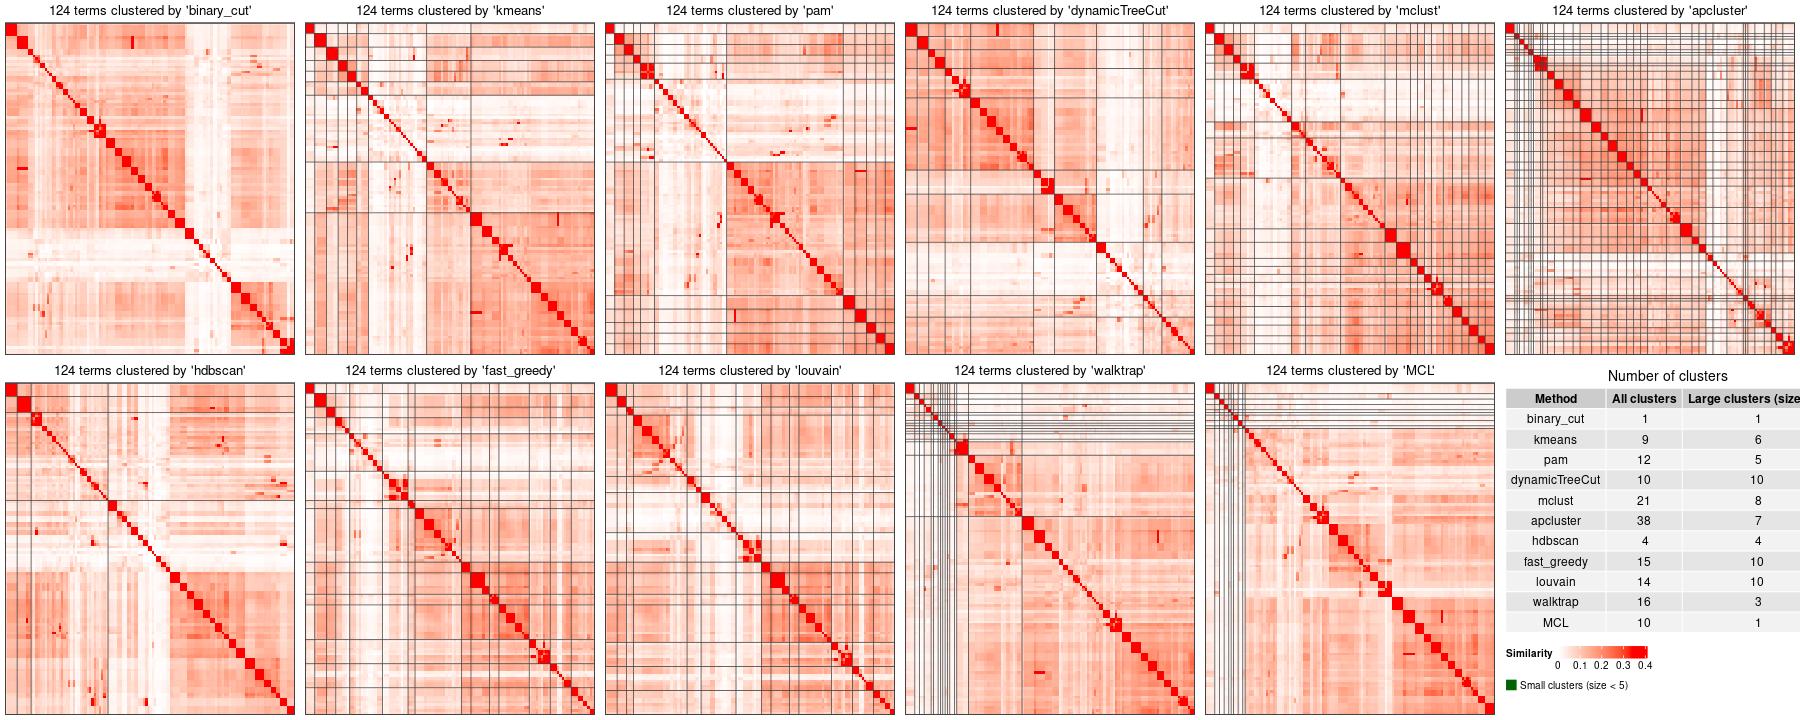 124 terms clustered by 'binary_cut'
124 terms clustered by 'kmeans'
124 terms clustered by 'pam'
124 terms clustered by 'dynamicTreeCut'
124 terms clustered by 'mclust'
124 terms clustered by 'apcluster'
124 terms clustered by 'hdbscan'
124 terms clustered by 'fast_greedy'
124 terms clustered by 'louvain'
124 terms clustered by 'walktrap'
124 terms clustered by 'MCL'
Number of clusters
Method All clusters Large clusters (size
binary_cut 1 1
kmeans 9 6
pam 12 5
dynamicTreeCut 10 10
mclust 21 8
apcluster 38 7
hdbscan 4 4
fast_greedy 15 10
louvain 14 10
walktrap 16 3
MCL 10 1
Similarity
0 0.1 0.2 0.3 0.4
Small clusters (size < 5)